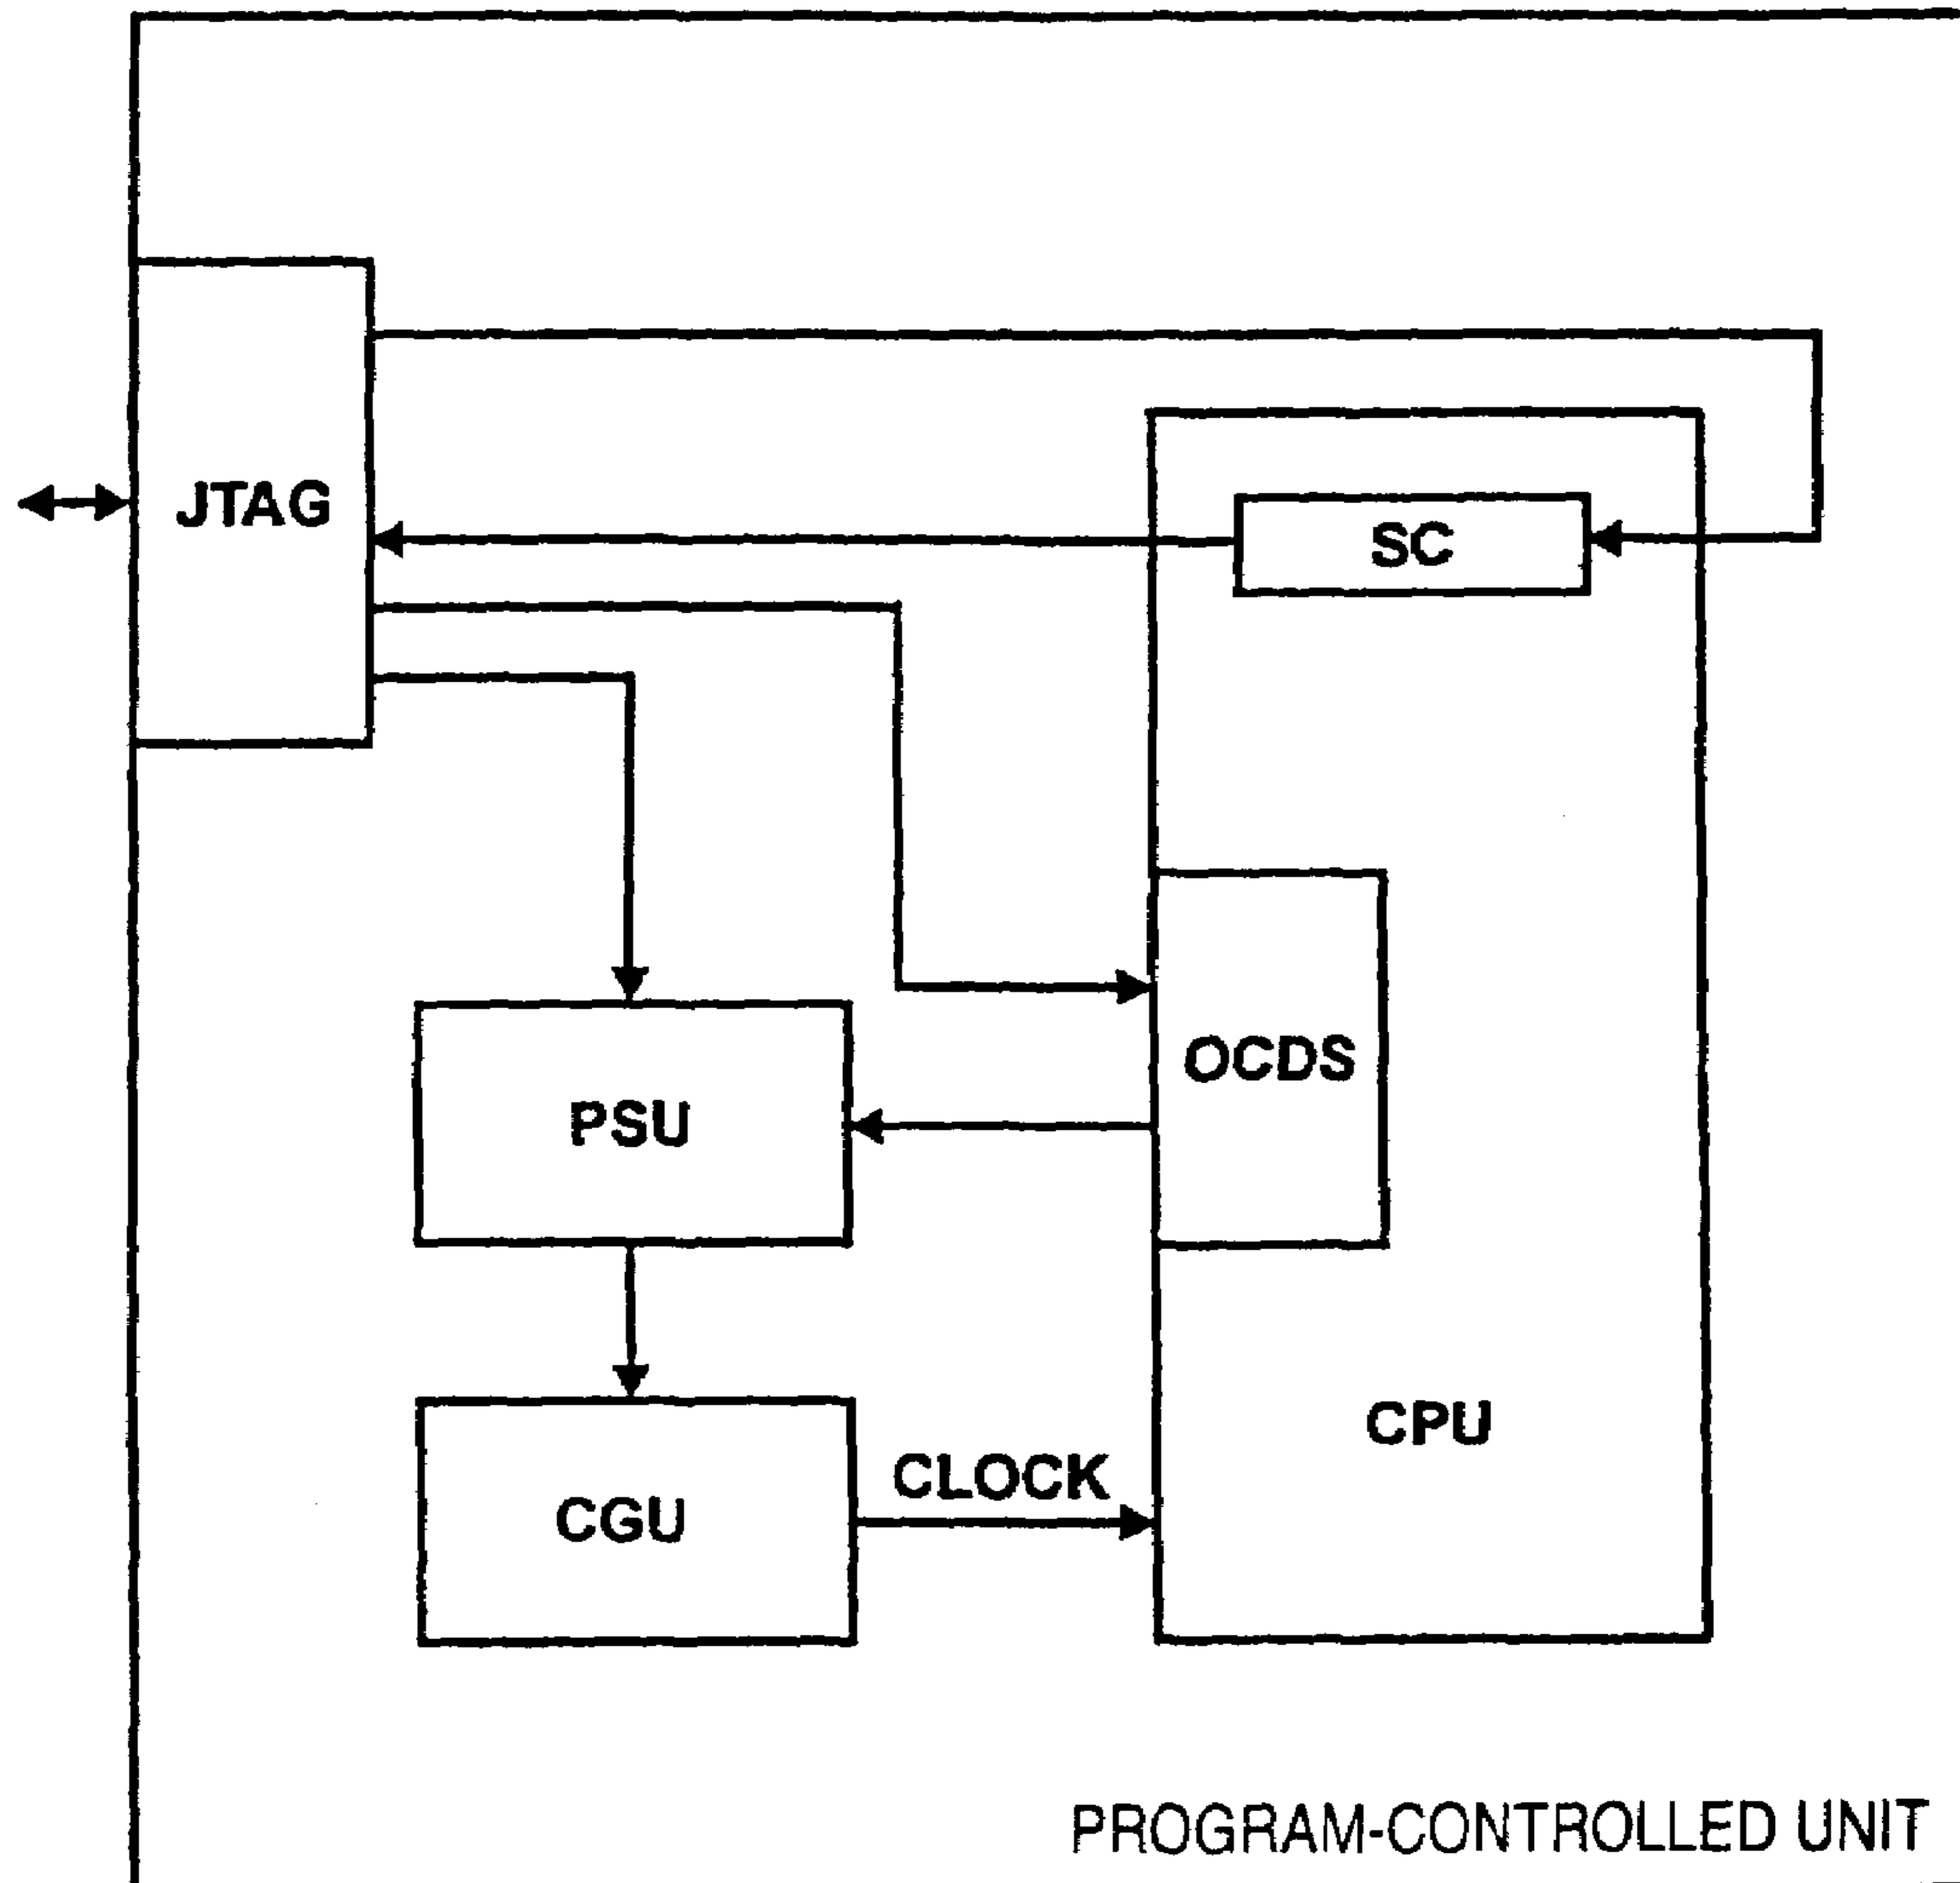 JTAG
SC
OCDS
PSU
CPU
CLOCK
CGU
PROGRAM-CONTROLLED UNIT